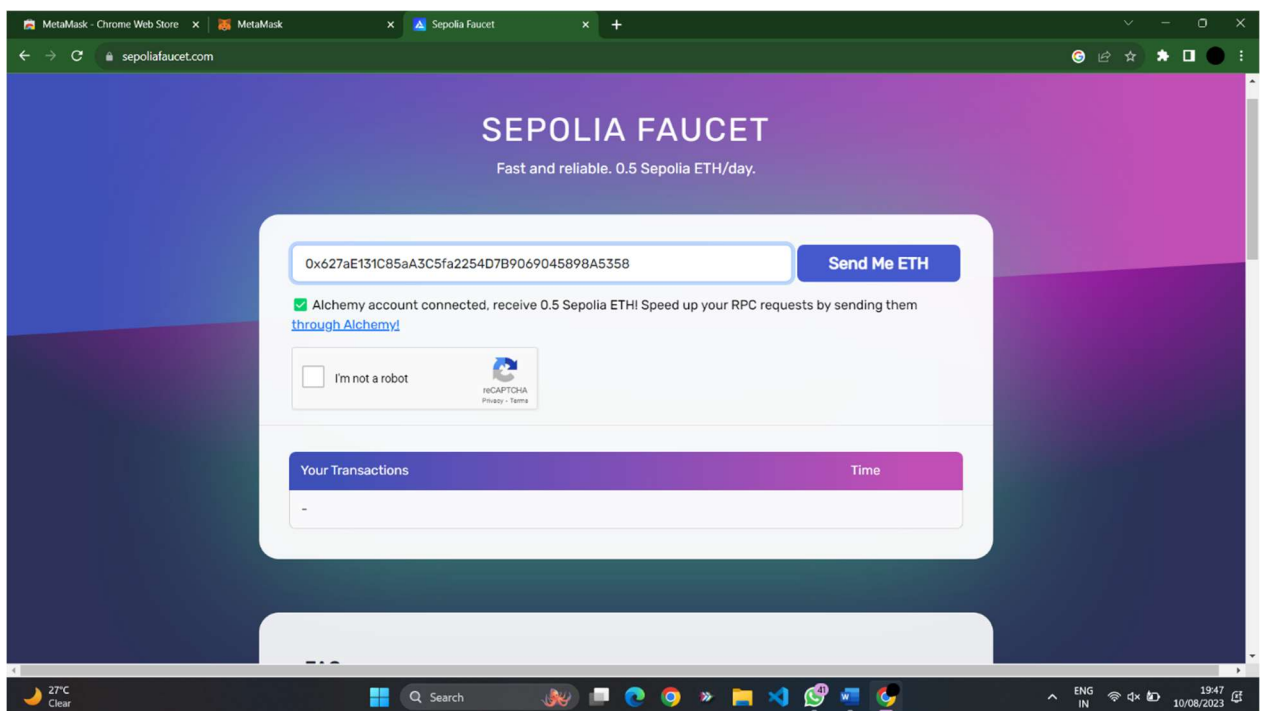 MetaMask - Chrome Web Store
MetaMask
Sepolia Faucet
sepoliafaucet.com
SEPOLIA FAUCET
Fast and reliable. 0.5 Sepolia ETH/day.
0x627aE131C85aA3C5fa2254D7B9069045898A5358
Send Me ETH
Alchemy account connected, receive 0.5 Sepolia ETH! Speed up your RPC requests by sending them
through Alchemy!
I'm not a robot
reCAPTCHA
Privacy - Terms
Your Transactions Time
-
27°C
Clear
Search
41
ENG
IN
19:47
10/08/2023